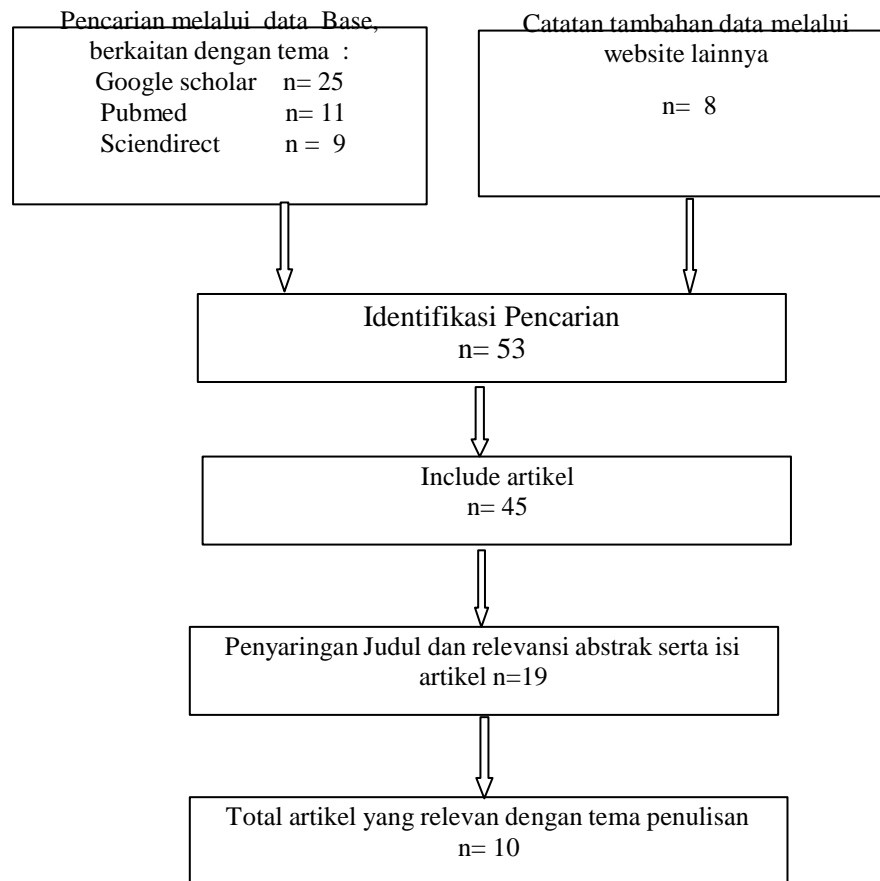 Pencarian melalui data Base,
berkaitan dengan tema :
Google scholar n= 25
Pubmed n= 11
Sciendirect n = 9
Catatan tambahan data melalui
website lainnya
n= 8
Identifikasi Pencarian
n= 53
Include artikel
n= 45
Penyaringan Judul dan relevansi abstrak serta isi
artikel n=19
Total artikel yang relevan dengan tema penulisan
n= 10